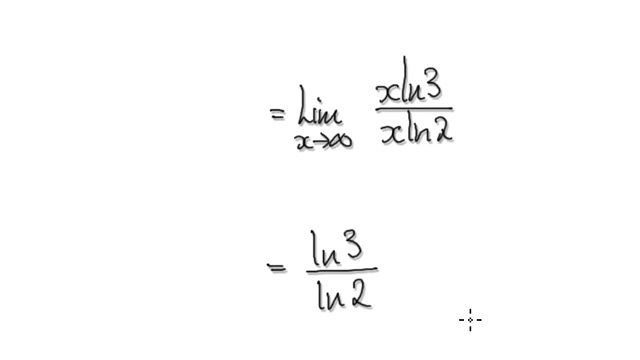 = Lim x→∞ xln3 / xln2
= ln3 / ln2